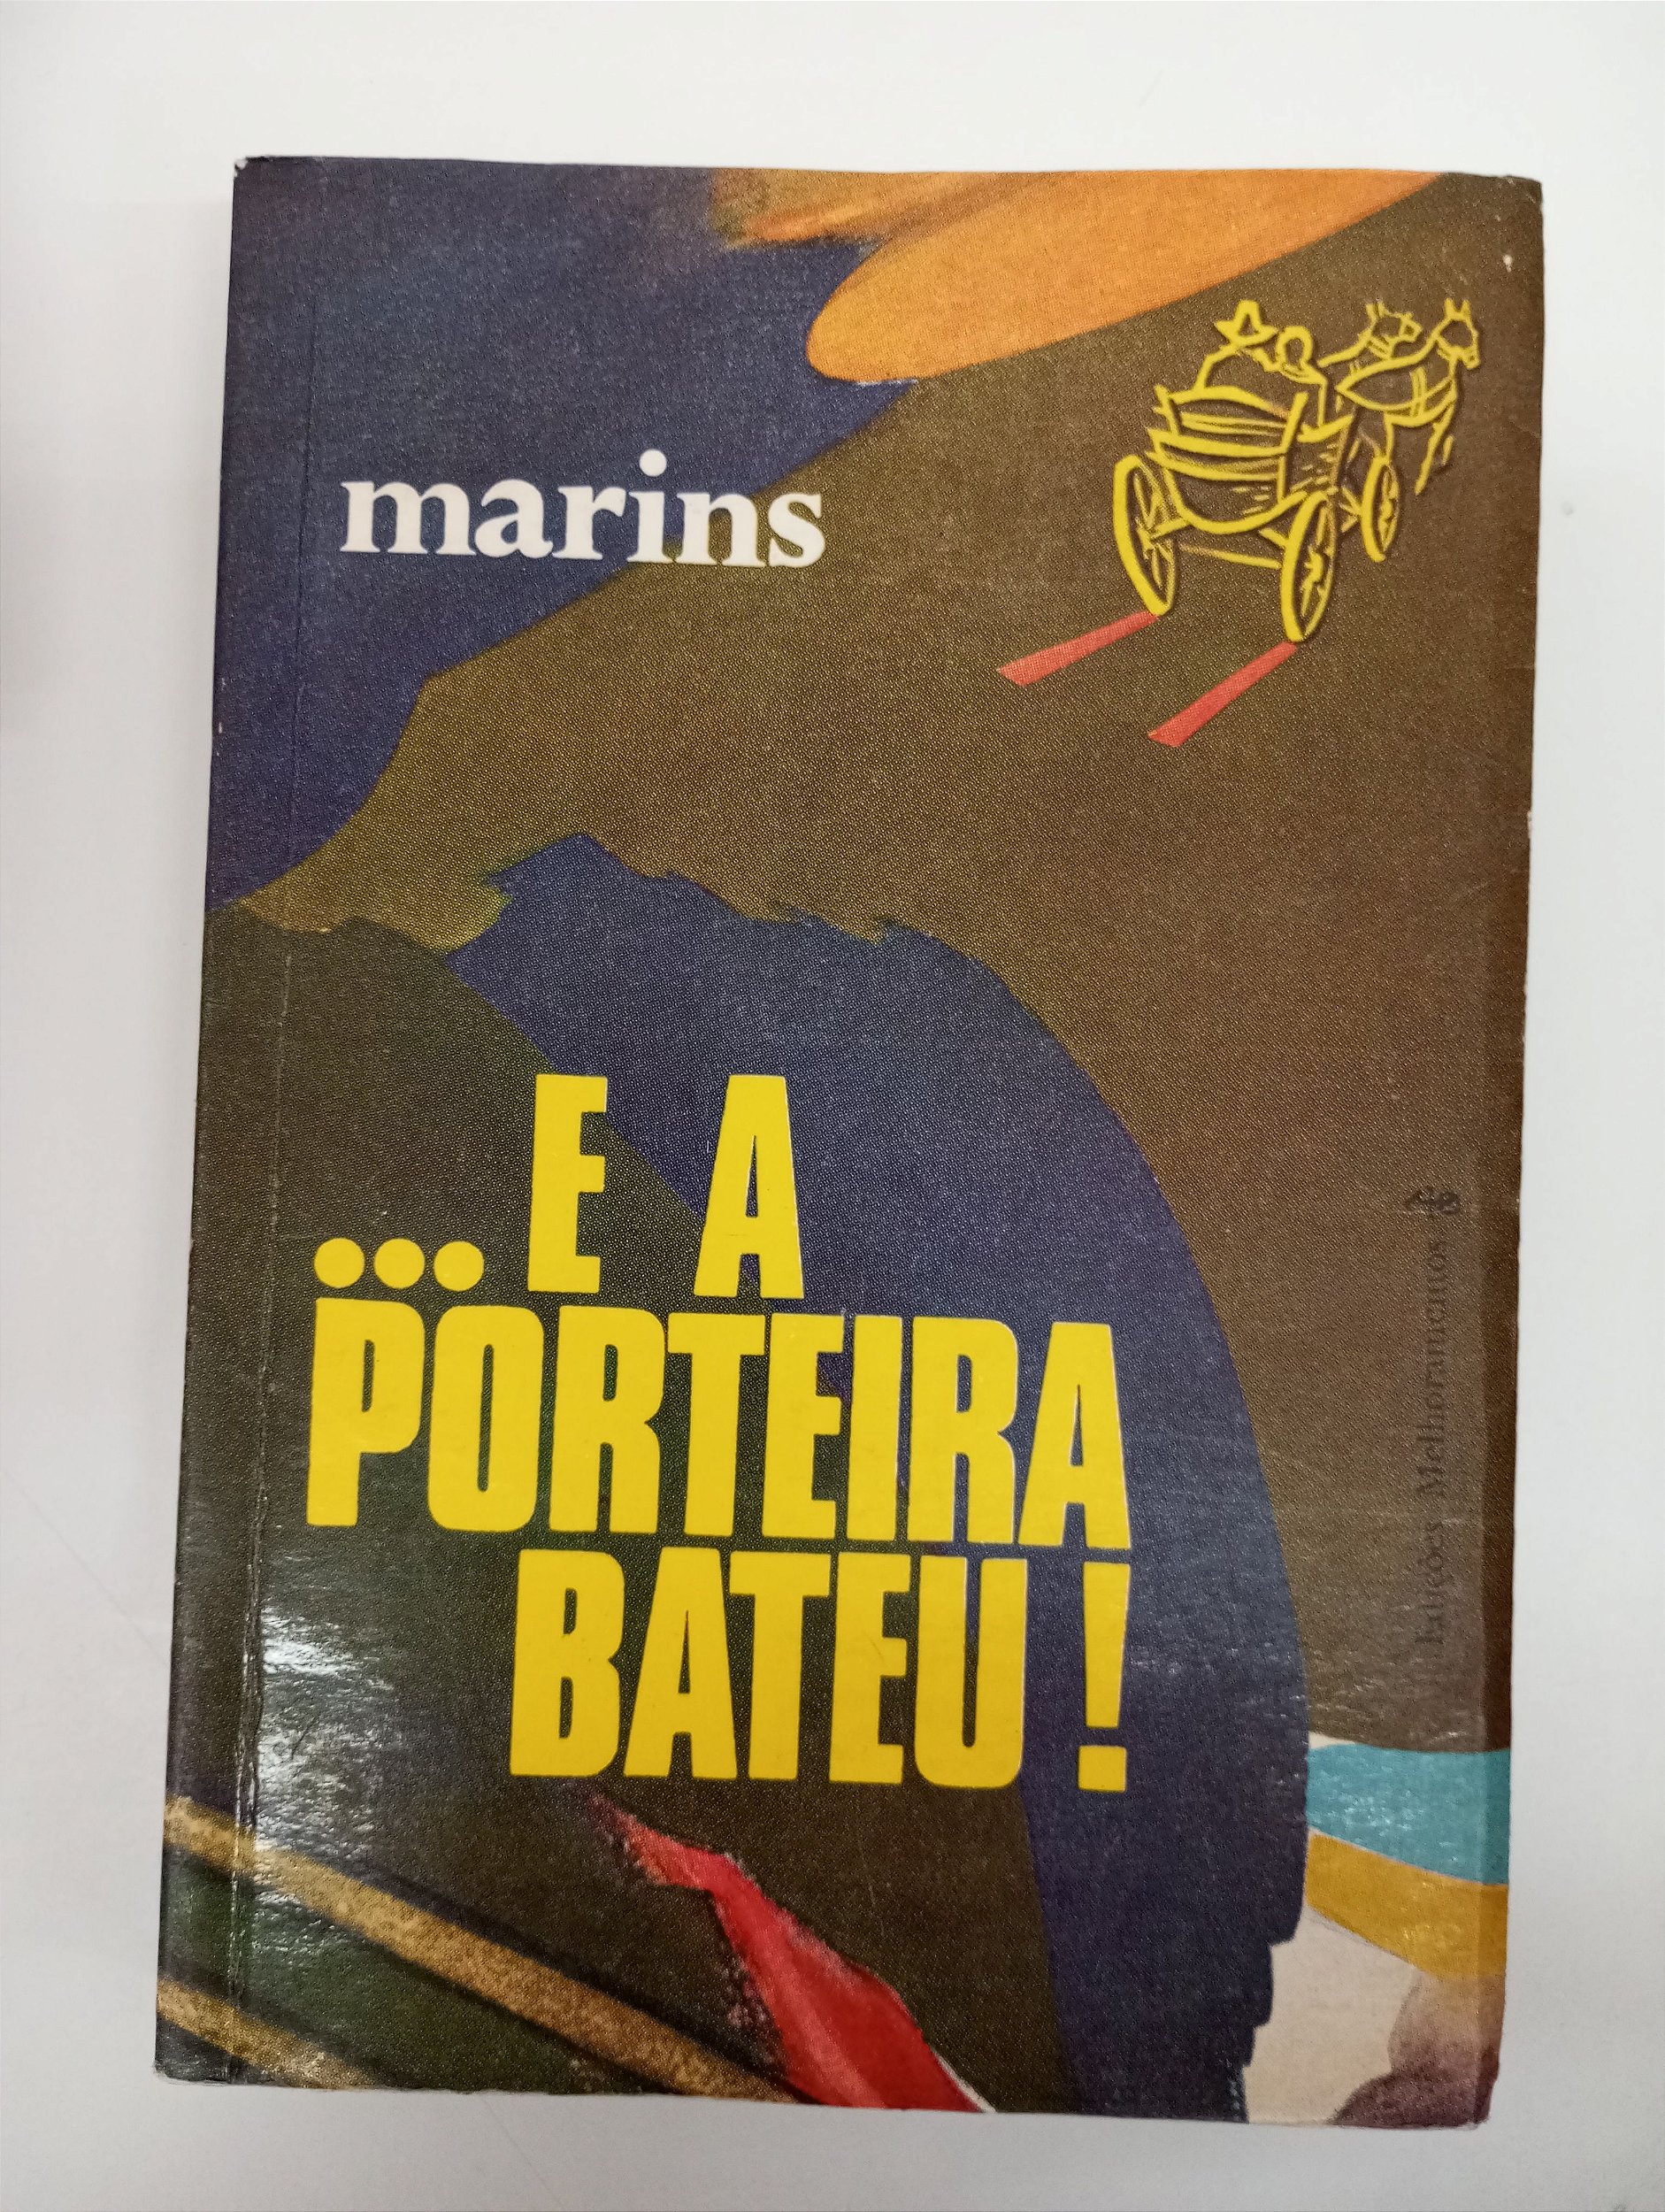 marins
...E A
PORTEIRA
BATEU!
Edições Melhoramentos